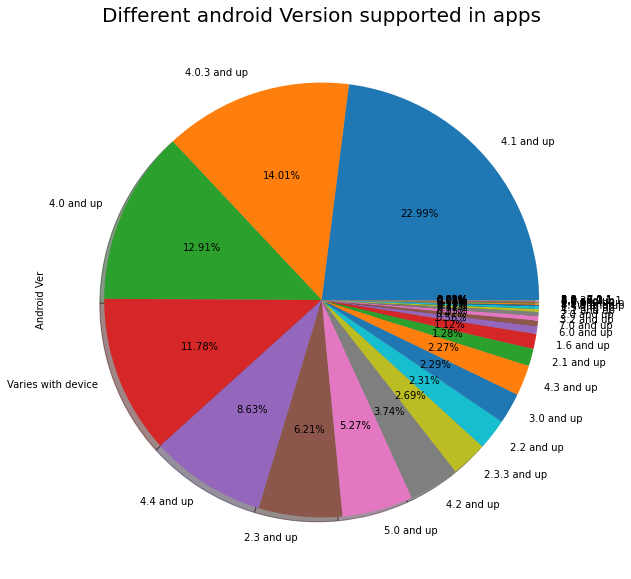 Different android Version supported in apps
4.0.3 and up
4.1 and up
14.01%
22.99%
4.0 and up
12.91%
Android Ver
11.78%
Varies with device
8.63%
4.4 and up
6.21%
2.3 and up
5.27%
5.0 and up
3.74%
4.2 and up
2.69%
2.3.3 and up
2.31%
2.2 and up
2.29%
3.0 and up
2.27%
4.3 and up
1.28%
2.1 and up
1.12%
1.6 and up
6.0 and up
7.0 and up